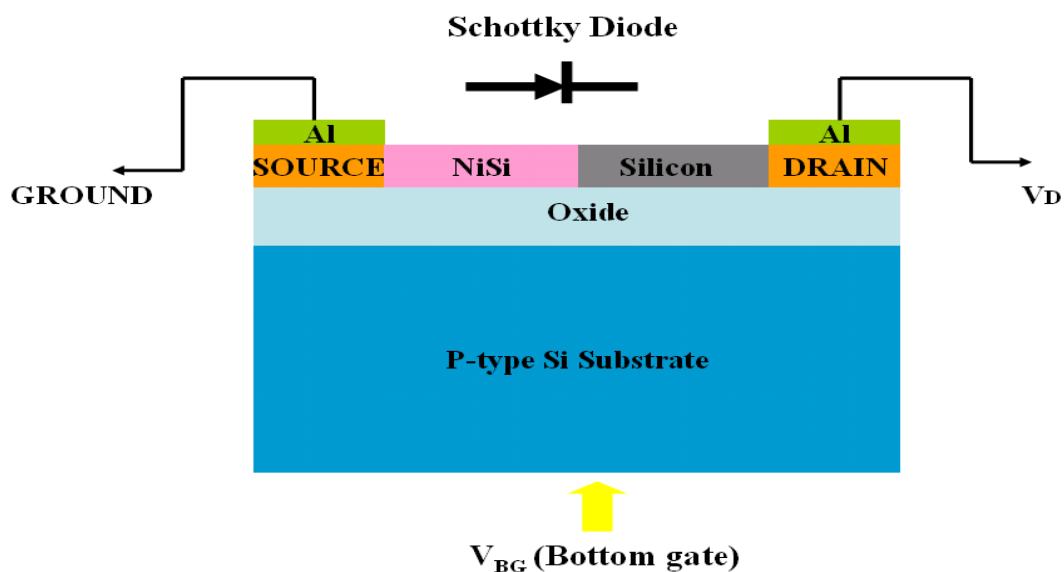 Schottky Diode
Al
Al
SOURCE
NiSi
Silicon
DRAIN
GROUND
VD
Oxide
P-type Si Substrate
VBG (Bottom gate)